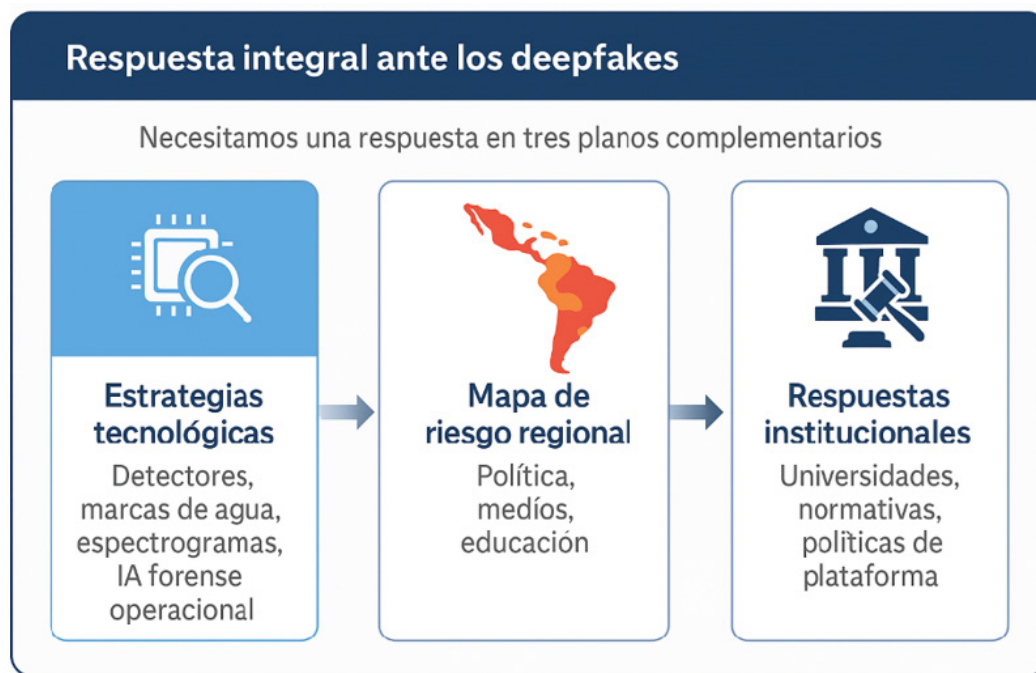 Respuesta integral ante los deepfakes
Necesitamos una respuesta en tres planos complementarios
Estrategias
tecnológicas
Detectores,
marcas de agua,
espectrogramas,
IA forense
operacional
Mapa de
riesgo regional
Política,
medíos,
educación
Respuestas
institucionales
Universidades,
normativas,
políticas de
plataforma